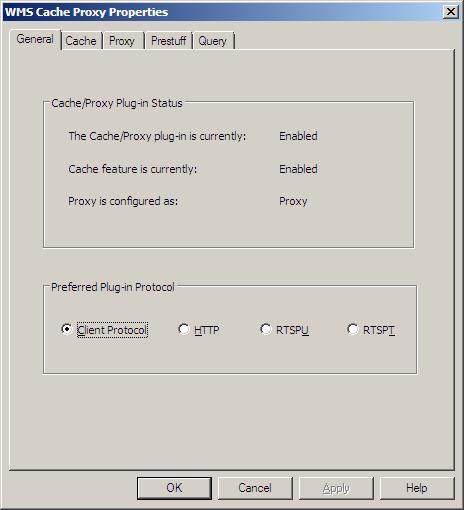 WMS Cache Proxy Properties
General Cache Proxy Prestuff Query
Cache/Proxy Plug-in Status
The Cache/Proxy plug-in is currently: Enabled
Cache feature is currently: Enabled
Proxy is configured as: Proxy
Preferred Plug-in Protocol
Client Protocol HTTP RTSPU RTSPT
OK Cancel Apply Help